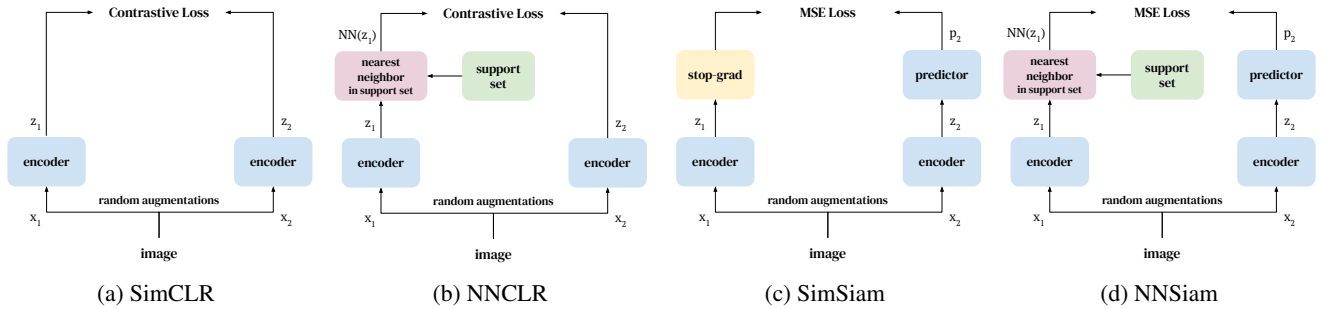 Contrastive Loss
z1
z2
encoder
encoder
random augmentations
x1
x2
image
(a) SimCLR
Contrastive Loss
NN(z1)
nearest
neighbor
in support set
support
set
z1
z2
encoder
encoder
random augmentations
x1
x2
image
(b) NNCLR
MSE Loss
p2
stop-grad
predictor
z1
z2
encoder
encoder
random augmentations
x1
x2
image
(c) SimSiam
MSE Loss
NN(z1)
p2
nearest
neighbor
in support set
support
set
predictor
z1
z2
encoder
encoder
random augmentations
x1
x2
image
(d) NNSiam